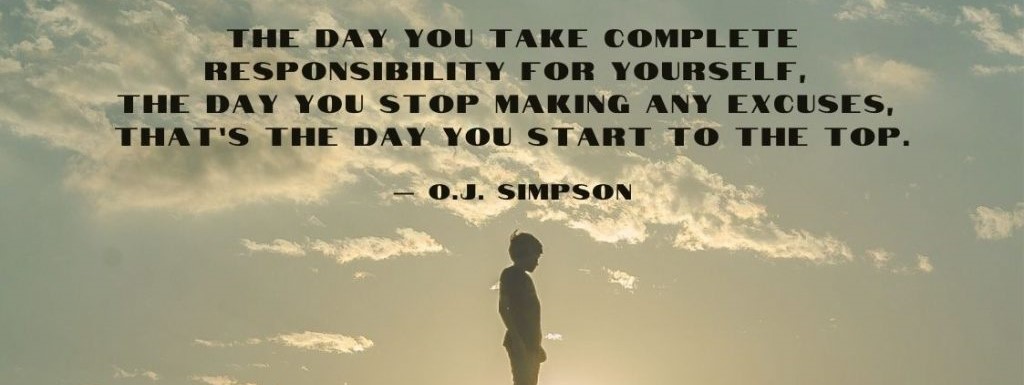 THE DAY YOU TAKE COMPLETE
RESPONSIBILITY FOR YOURSELF,
THE DAY YOU STOP MAKING ANY EXCUSES,
THAT'S THE DAY YOU START TO THE TOP.
— O.J. SIMPSON